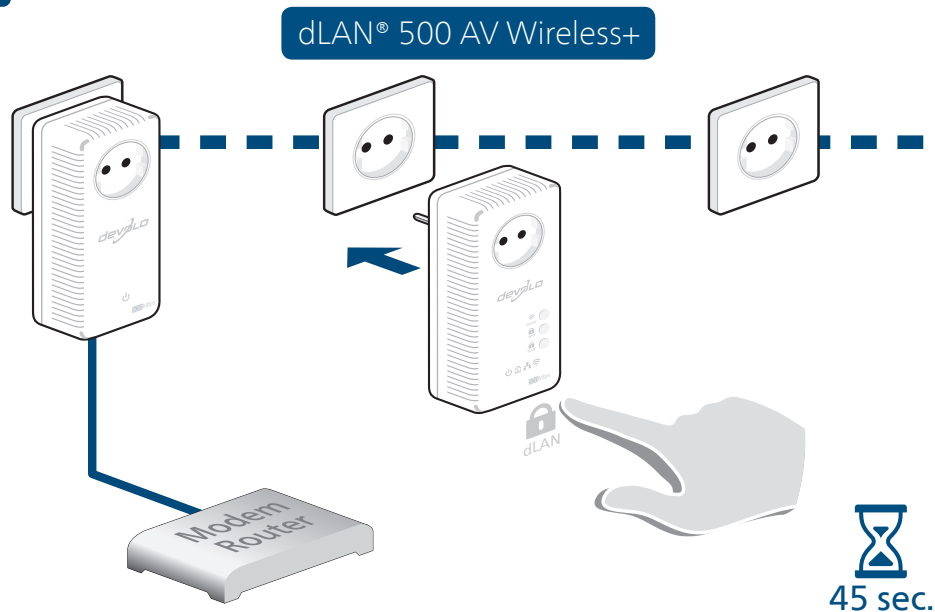 dLAN® 500 AV Wireless+
devolo
devolo
dLAN
Modem
Router
45 sec.